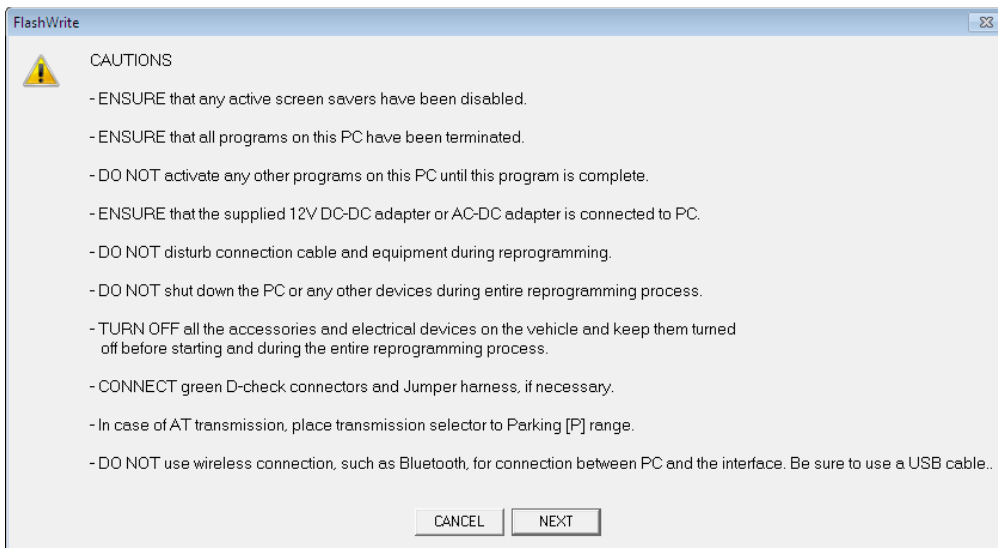 FlashWrite
CAUTIONS
- ENSURE that any active screen savers have been disabled.
- ENSURE that all programs on this PC have been terminated.
- DO NOT activate any other programs on this PC until this program is complete.
- ENSURE that the supplied 12V DC-DC adapter or AC-DC adapter is connected to PC.
- DO NOT disturb connection cable and equipment during reprogramming.
- DO NOT shut down the PC or any other devices during entire reprogramming process.
- TURN OFF all the accessories and electrical devices on the vehicle and keep them turned
off before starting and during the entire reprogramming process.
- CONNECT green D-check connectors and Jumper harness, if necessary.
- In case of AT transmission, place transmission selector to Parking [P] range.
- DO NOT use wireless connection, such as Bluetooth, for connection between PC and the interface. Be sure to use a USB cable..
CANCEL NEXT